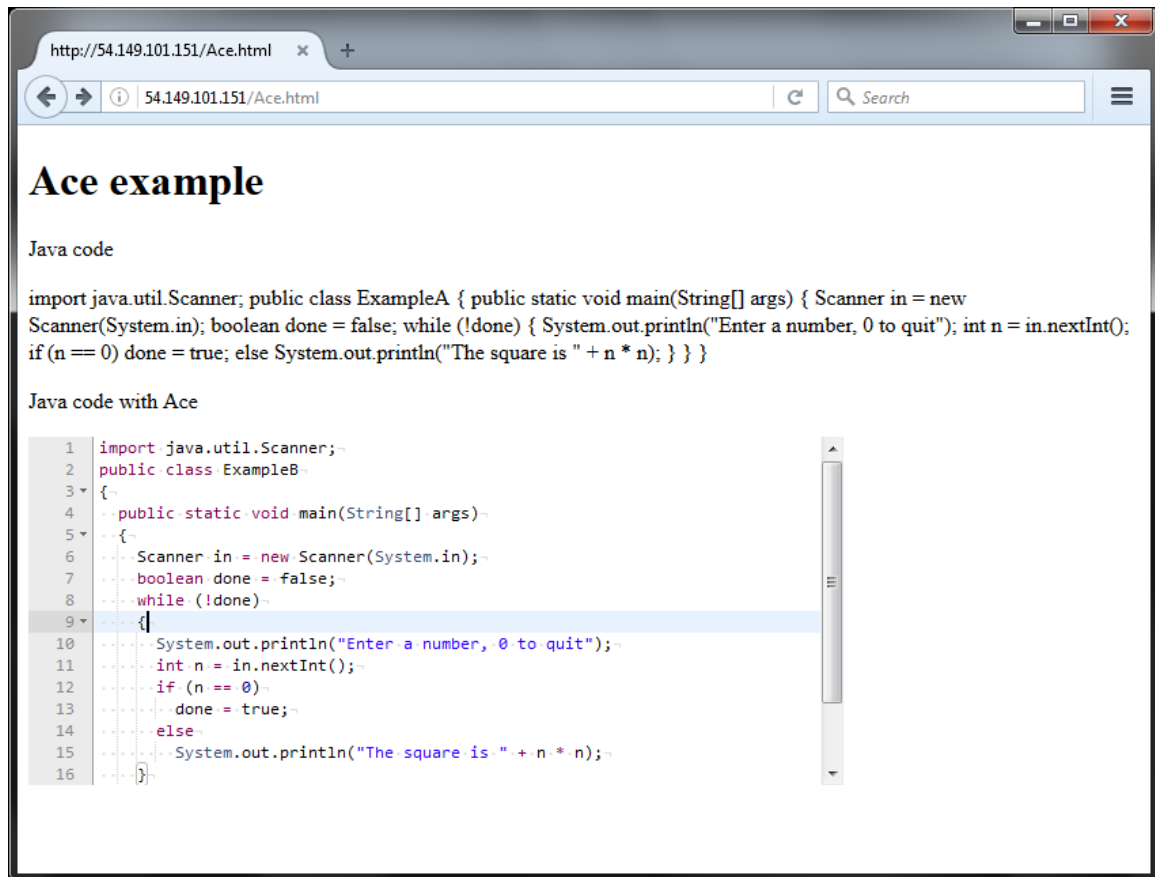 http://54.149.101.151/Ace.html
54.149.101.151/Ace.html
Search
Ace example
Java code
import java.util.Scanner; public class ExampleA { public static void main(String[] args) { Scanner in = new
Scanner(System.in); boolean done = false; while (!done) { System.out.println("Enter a number, 0 to quit"); int n = in.nextInt();
if (n == 0) done = true; else System.out.println("The square is " + n * n); } } }
Java code with Ace
1 import java.util.Scanner;
2 public class ExampleB
3 {
4   public static void main(String[] args)
5   {
6     Scanner in = new Scanner(System.in);
7     boolean done = false;
8     while (!done)
9     {
10       System.out.println("Enter a number, 0 to quit");
11       int n = in.nextInt();
12       if (n == 0)
13         done = true;
14       else
15         System.out.println("The square is " + n * n);
16     }